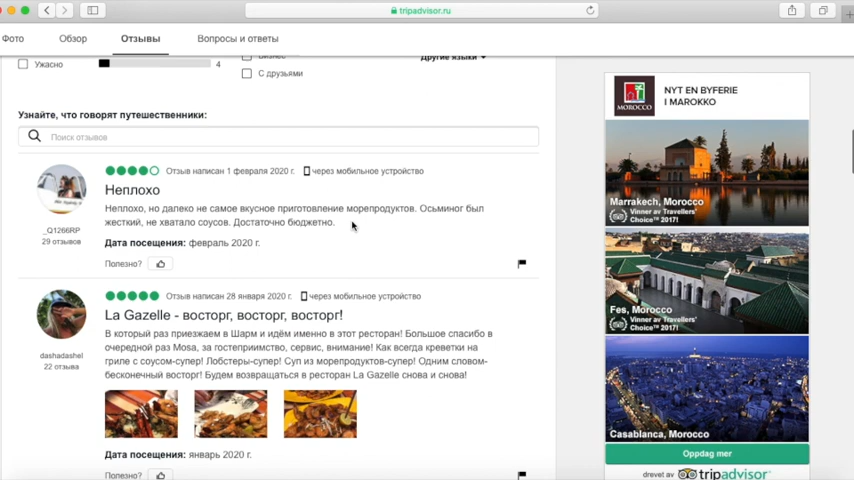 tripadvisor.ru
Фото
Обзор
Отзывы
Вопросы и ответы
Ужасно
4
Бизнес
С друзьями
Другие языки
Узнайте, что говорят путешественники:
Поиск отзывов
Отзыв написан 1 февраля 2020 г.
через мобильное устройство
Неплохо
Неплохо, но далеко не самое вкусное приготовление морепродуктов. Осьминог был
жесткий, не хватало соусов. Достаточно бюджетно.
_Q1266RP
29 отзывов
Дата посещения: февраль 2020 г.
Полезно?
Отзыв написан 28 января 2020 г.
через мобильное устройство
La Gazelle - восторг, восторг, восторг!
В который раз приезжаем в Шарм и идём именно в этот ресторан! Большое спасибо в
очередной раз Mosa, за гостеприимство, сервис, внимание! Как всегда креветки на
гриле с соусом-супер! Лобстеры-супер! Суп из морепродуктов-супер! Одним словом-
бесконечный восторг! Будем возвращаться в ресторан La Gazelle снова и снова!
dashadashel
22 отзыва
Дата посещения: январь 2020 г.
Полезно?
MOROCCO
NYT EN BYFERIE
I MAROKKO
Marrakech, Morocco
Vinner av Travellers'
Choice™ 2017!
Fes, Morocco
Vinner av Travellers'
Choice™ 2017!
Casablanca, Morocco
Oppdag mer
drevet av tripadvisor